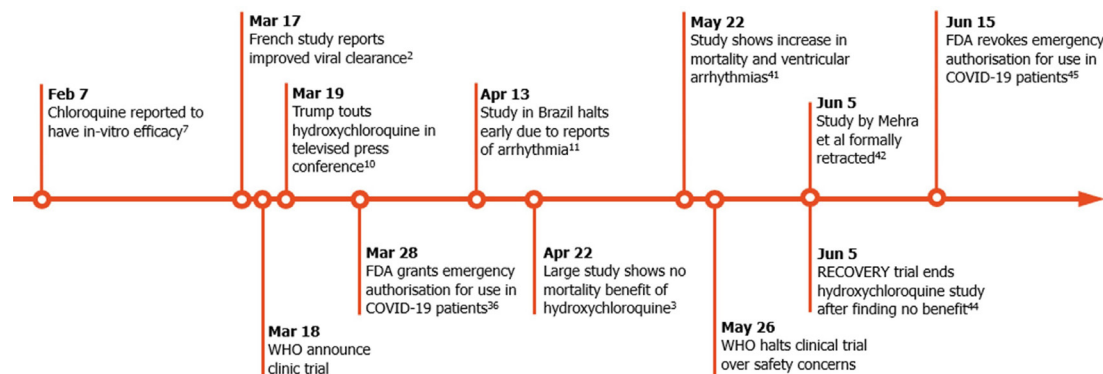 Feb 7
Chloroquine reported to
have in-vitro efficacy⁷
Mar 17
French study reports
improved viral clearance²
Mar 18
WHO announce
clinic trial
Mar 19
Trump touts
hydroxychloroquine in
televised press
conference¹⁰
Mar 28
FDA grants emergency
authorisation for use in
COVID-19 patients³⁶
Apr 13
Study in Brazil halts
early due to reports
of arrhythmia¹¹
Apr 22
Large study shows no
mortality benefit of
hydroxychloroquine³
May 22
Study shows increase in
mortality and ventricular
arrhythmias⁴¹
May 26
WHO halts clinical trial
over safety concerns
Jun 5
Study by Mehra
et al formally
retracted⁴²
Jun 5
RECOVERY trial ends
hydroxychloroquine study
after finding no benefit⁴⁴
Jun 15
FDA revokes emergency
authorisation for use in
COVID-19 patients⁴⁵